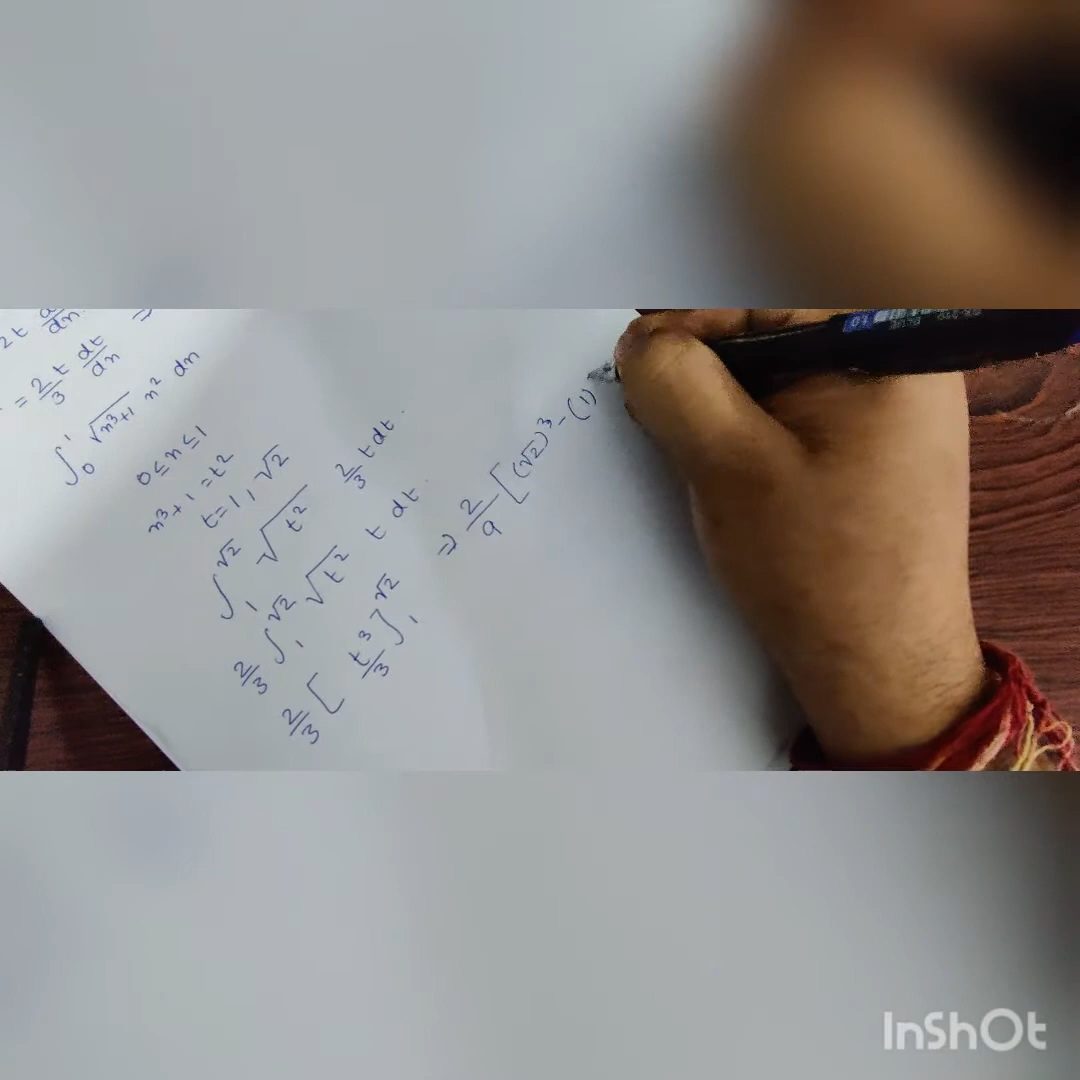 2t d/dx =>
= 2/3 t dt/dx
∫₀¹ √x³+1 x² dx
0≤x≤1
x³+1=t²
t=1, √2
∫₁^√2 √t² 2/3 t dt.
2/3 ∫₁^√2 √t² t dt
2/3 [ t³/3 ]₁^√2 => 2/9 [(√2)³-(1)
InShOt